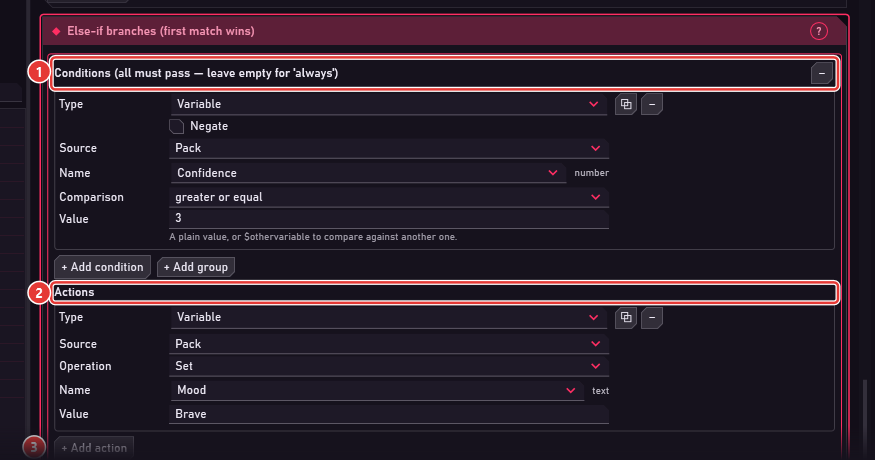 Else-if branches (first match wins)
?
1
Conditions (all must pass — leave empty for 'always')
−
Type
Variable
−
Negate
Source
Pack
Name
Confidence
number
Comparison
greater or equal
Value
3
A plain value, or $othervariable to compare against another one.
+ Add condition
+ Add group
2
Actions
Type
Variable
−
Source
Pack
Operation
Set
Name
Mood
text
Value
Brave
3
+ Add action